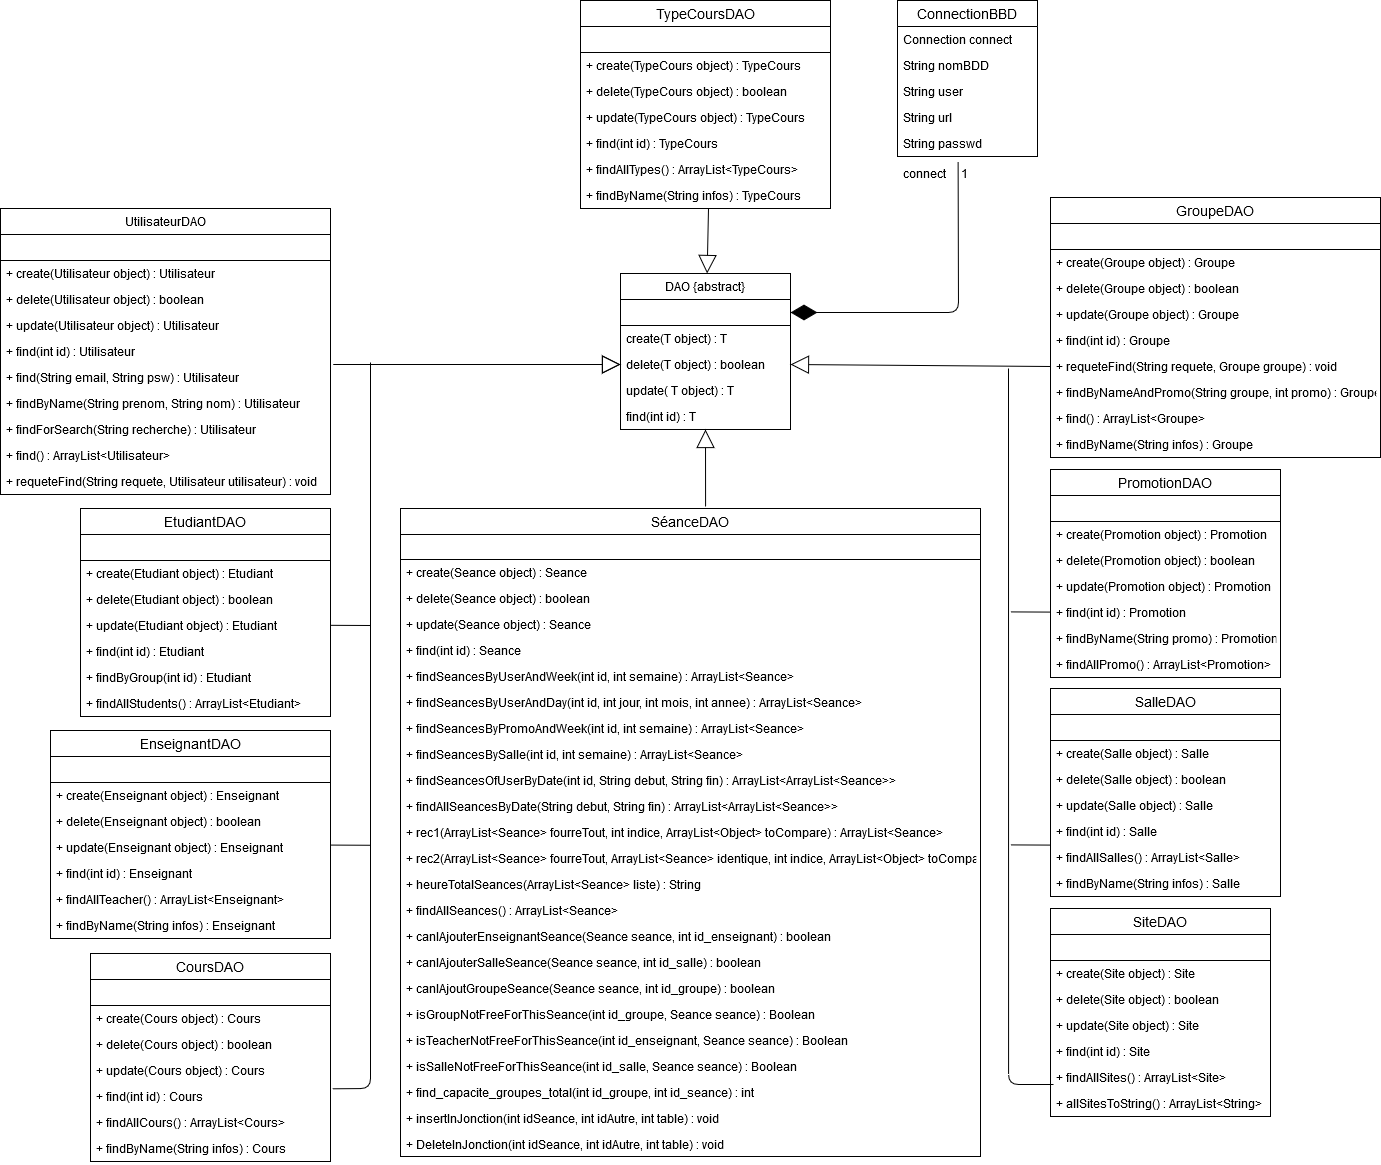 TypeCoursDAO
+ create(TypeCours object) : TypeCours
+ delete(TypeCours object) : boolean
+ update(TypeCours object) : TypeCours
+ find(int id) : TypeCours
+ findAllTypes() : ArrayList<TypeCours>
+ findByName(String infos) : TypeCours
ConnectionBBD
Connection connect
String nomBDD
String user
String url
String passwd
connect
1
UtilisateurDAO
+ create(Utilisateur object) : Utilisateur
+ delete(Utilisateur object) : boolean
+ update(Utilisateur object) : Utilisateur
+ find(int id) : Utilisateur
+ find(String email, String psw) : Utilisateur
+ findByName(String prenom, String nom) : Utilisateur
+ findForSearch(String recherche) : Utilisateur
+ find() : ArrayList<Utilisateur>
+ requeteFind(String requete, Utilisateur utilisateur) : void
DAO {abstract}
create(T object) : T
delete(T object) : boolean
update( T object) : T
find(int id) : T
GroupeDAO
+ create(Groupe object) : Groupe
+ delete(Groupe object) : boolean
+ update(Groupe object) : Groupe
+ find(int id) : Groupe
+ requeteFind(String requete, Groupe groupe) : void
+ findByNameAndPromo(String groupe, int promo) : Groupe
+ find() : ArrayList<Groupe>
+ findByName(String infos) : Groupe
EtudiantDAO
+ create(Etudiant object) : Etudiant
+ delete(Etudiant object) : boolean
+ update(Etudiant object) : Etudiant
+ find(int id) : Etudiant
+ findByGroup(int id) : Etudiant
+ findAllStudents() : ArrayList<Etudiant>
SéanceDAO
+ create(Seance object) : Seance
+ delete(Seance object) : boolean
+ update(Seance object) : Seance
+ find(int id) : Seance
+ findSeancesByUserAndWeek(int id, int semaine) : ArrayList<Seance>
+ findSeancesByUserAndDay(int id, int jour, int mois, int annee) : ArrayList<Seance>
+ findSeancesByPromoAndWeek(int id, int semaine) : ArrayList<Seance>
+ findSeancesBySalle(int id, int semaine) : ArrayList<Seance>
+ findSeancesOfUserByDate(int id, String debut, String fin) : ArrayList<ArrayList<Seance>>
+ findAllSeancesByDate(String debut, String fin) : ArrayList<ArrayList<Seance>>
+ rec1(ArrayList<Seance> fourreTout, int indice, ArrayList<Object> toCompare) : ArrayList<Seance>
+ rec2(ArrayList<Seance> fourreTout, ArrayList<Seance> identique, int indice, ArrayList<Object> toCompa
+ heureTotalSeances(ArrayList<Seance> liste) : String
+ findAllSeances() : ArrayList<Seance>
+ canIAjouterEnseignantSeance(Seance seance, int id_enseignant) : boolean
+ canIAjouterSalleSeance(Seance seance, int id_salle) : boolean
+ canIAjoutGroupeSeance(Seance seance, int id_groupe) : boolean
+ isGroupNotFreeForThisSeance(int id_groupe, Seance seance) : Boolean
+ isTeacherNotFreeForThisSeance(int id_enseignant, Seance seance) : Boolean
+ isSalleNotFreeForThisSeance(int id_salle, Seance seance) : Boolean
+ find_capacite_groupes_total(int id_groupe, int id_seance) : int
+ insertInJonction(int idSeance, int idAutre, int table) : void
+ DeleteInJonction(int idSeance, int idAutre, int table) : void
PromotionDAO
+ create(Promotion object) : Promotion
+ delete(Promotion object) : boolean
+ update(Promotion object) : Promotion
+ find(int id) : Promotion
+ findByName(String promo) : Promotion
+ findAllPromo() : ArrayList<Promotion>
EnseignantDAO
+ create(Enseignant object) : Enseignant
+ delete(Enseignant object) : boolean
+ update(Enseignant object) : Enseignant
+ find(int id) : Enseignant
+ findAllTeacher() : ArrayList<Enseignant>
+ findByName(String infos) : Enseignant
SalleDAO
+ create(Salle object) : Salle
+ delete(Salle object) : boolean
+ update(Salle object) : Salle
+ find(int id) : Salle
+ findAllSalles() : ArrayList<Salle>
+ findByName(String infos) : Salle
CoursDAO
+ create(Cours object) : Cours
+ delete(Cours object) : boolean
+ update(Cours object) : Cours
+ find(int id) : Cours
+ findAllCours() : ArrayList<Cours>
+ findByName(String infos) : Cours
SiteDAO
+ create(Site object) : Site
+ delete(Site object) : boolean
+ update(Site object) : Site
+ find(int id) : Site
+ findAllSites() : ArrayList<Site>
+ allSitesToString() : ArrayList<String>